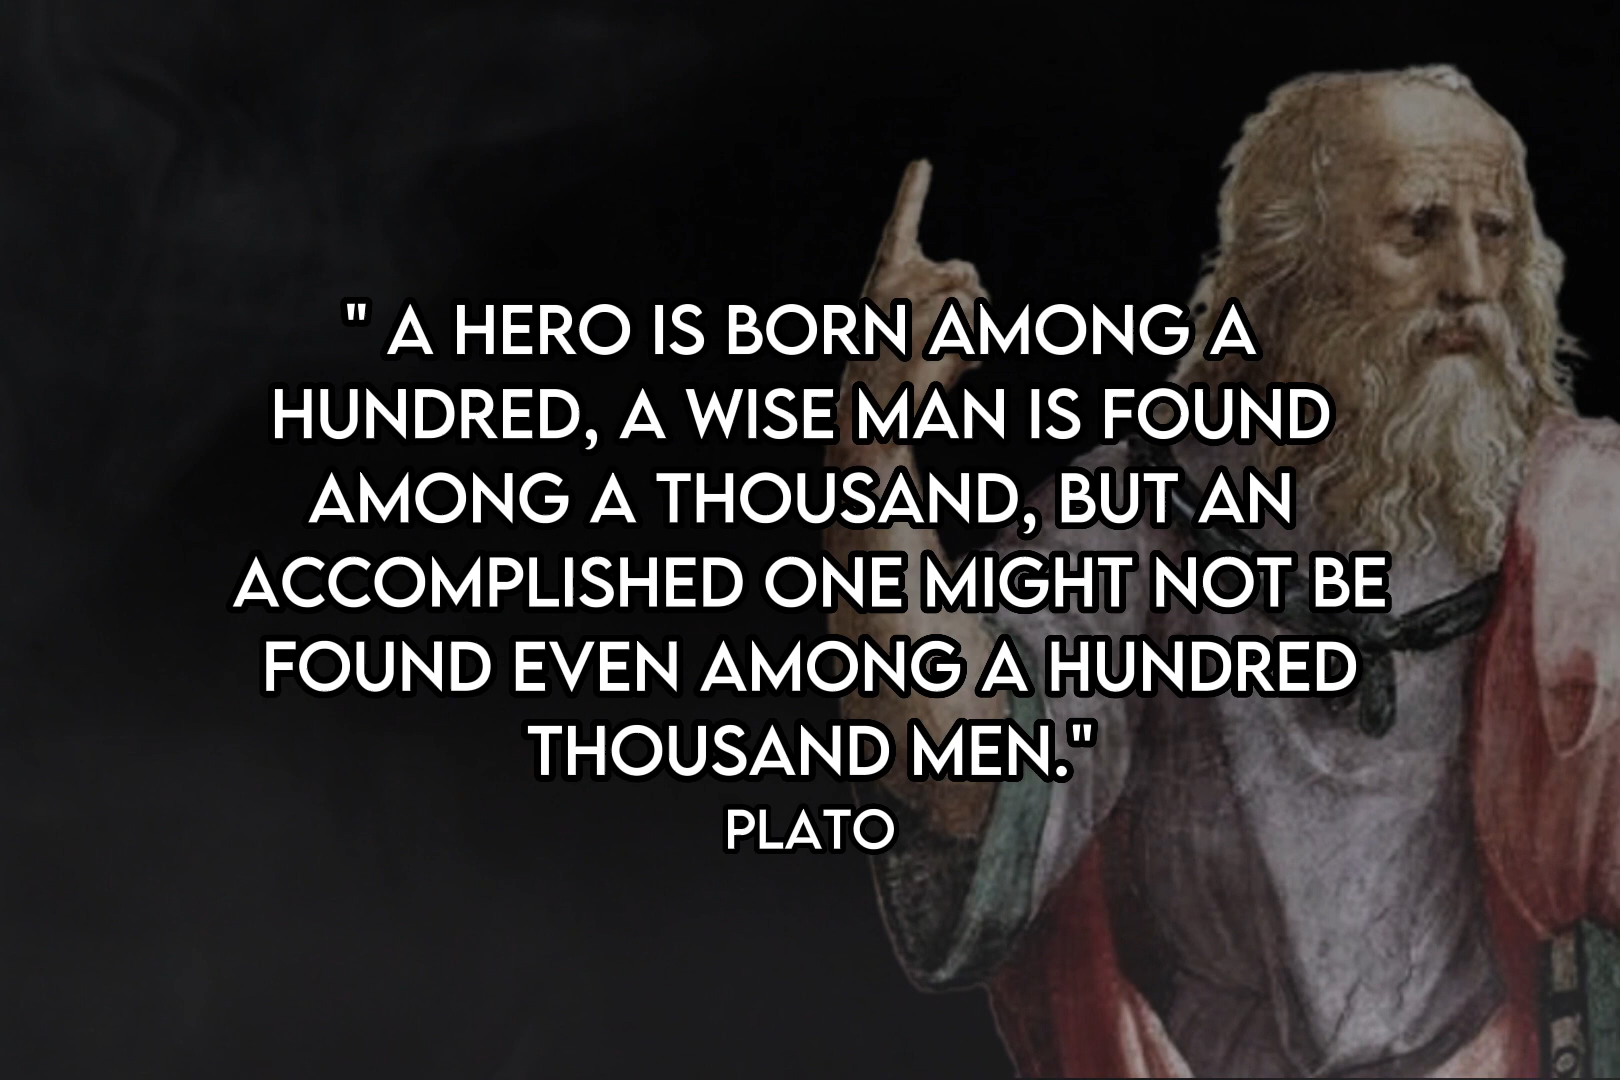 " A HERO IS BORN AMONG A
HUNDRED, A WISE MAN IS FOUND
AMONG A THOUSAND, BUT AN
ACCOMPLISHED ONE MIGHT NOT BE
FOUND EVEN AMONG A HUNDRED
THOUSAND MEN."
PLATO